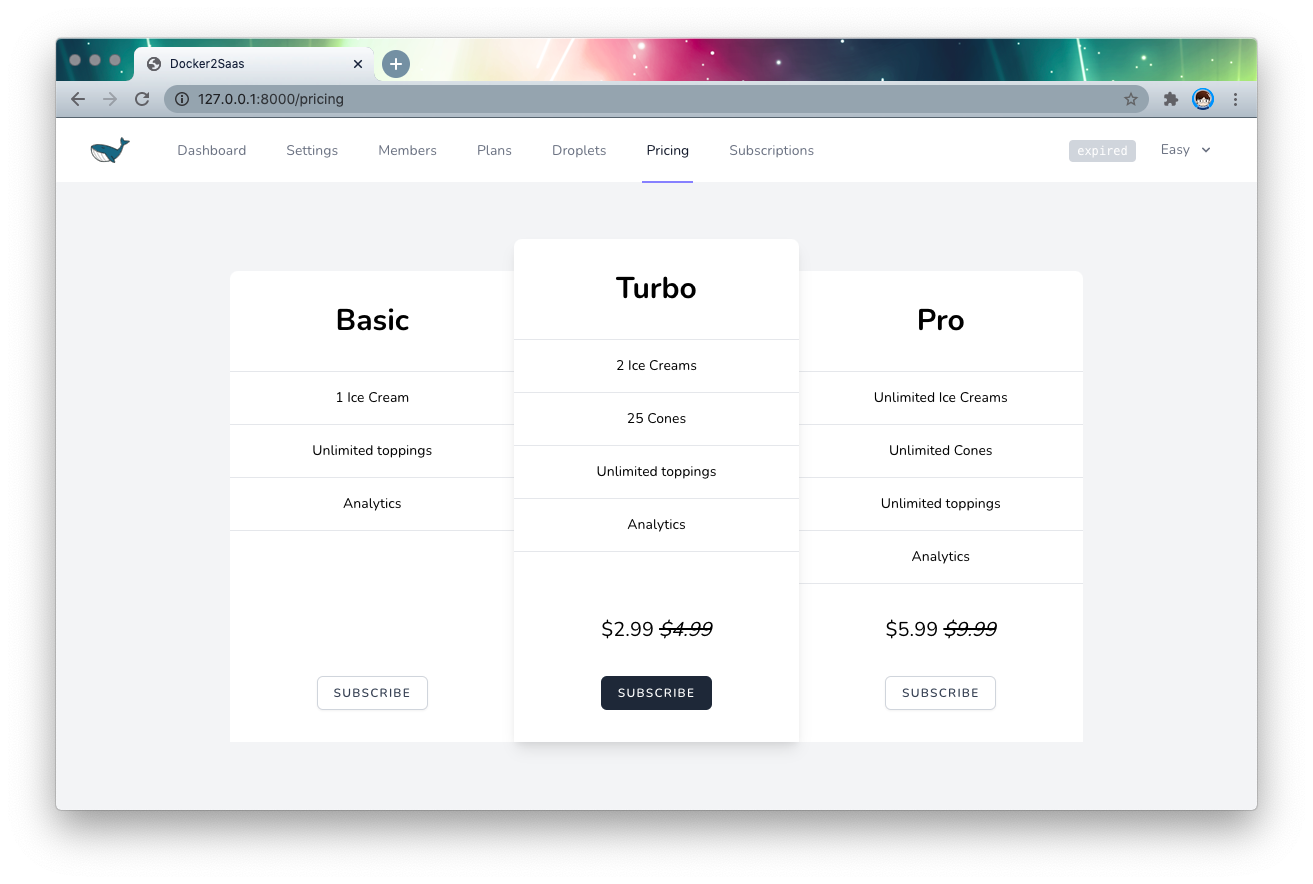 Docker2Saas
127.0.0.1:8000/pricing
Dashboard Settings Members Plans Droplets Pricing Subscriptions expired Easy
Basic
1 Ice Cream
Unlimited toppings
Analytics
SUBSCRIBE
Turbo
2 Ice Creams
25 Cones
Unlimited toppings
Analytics
$2.99 $4.99
SUBSCRIBE
Pro
Unlimited Ice Creams
Unlimited Cones
Unlimited toppings
Analytics
$5.99 $9.99
SUBSCRIBE